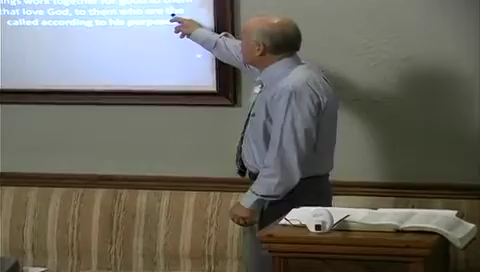 ings work together for good to them
that love God, to them who are the
called according to his purpose